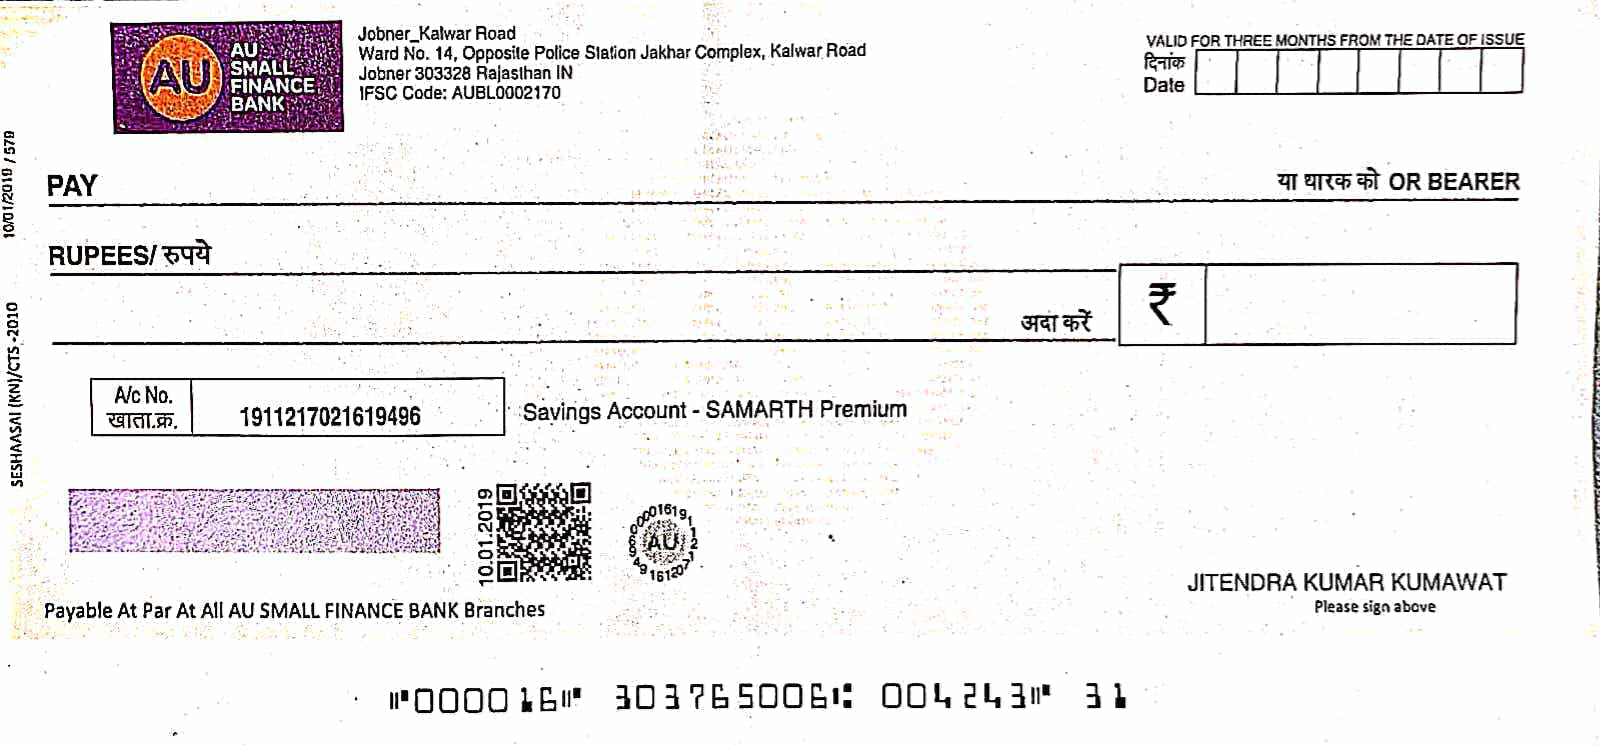 AU
AU
SMALL
FINANCE
BANK
Jobner_Kalwar Road
Ward No. 14, Opposite Police Station Jakhar Complex, Kalwar Road
Jobner 303328 Rajasthan IN
IFSC Code: AUBL0002170
VALID FOR THREE MONTHS FROM THE DATE OF ISSUE
दिनांक
Date
PAY
या धारक को OR BEARER
RUPEES/ रुपये
अदा करें
₹
A/c No.
खाता.क्र.
1911217021619496
Savings Account - SAMARTH Premium
10/01/2019 / 579
SESHAASAI (KN)/CTS -2010
10.01.2019
AU
JITENDRA KUMAR KUMAWAT
Please sign above
Payable At Par At All AU SMALL FINANCE BANK Branches
⑈000016⑈ 303765006⑆ 004243⑈ 31